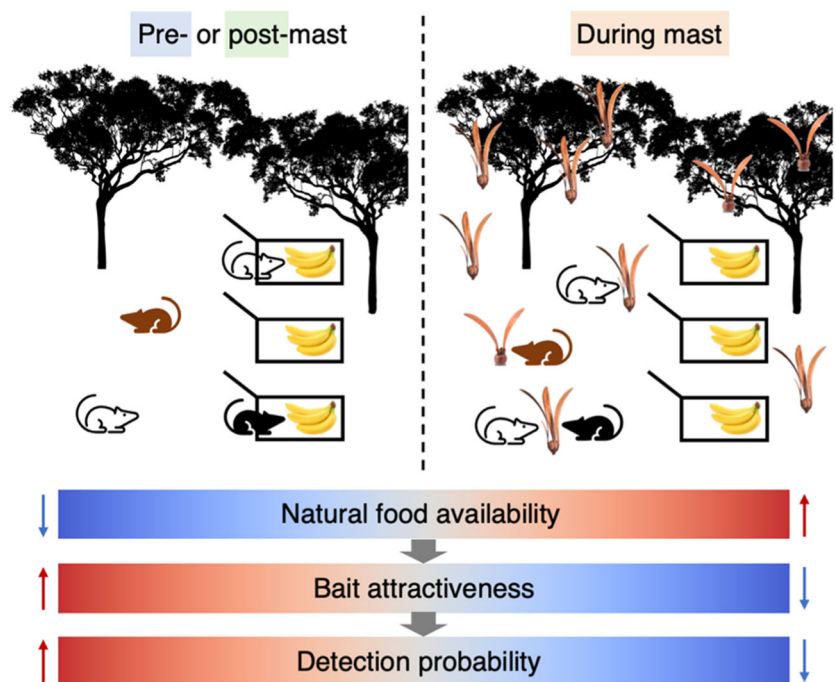 Pre- or post-mast
During mast
Natural food availability
Bait attractiveness
Detection probability